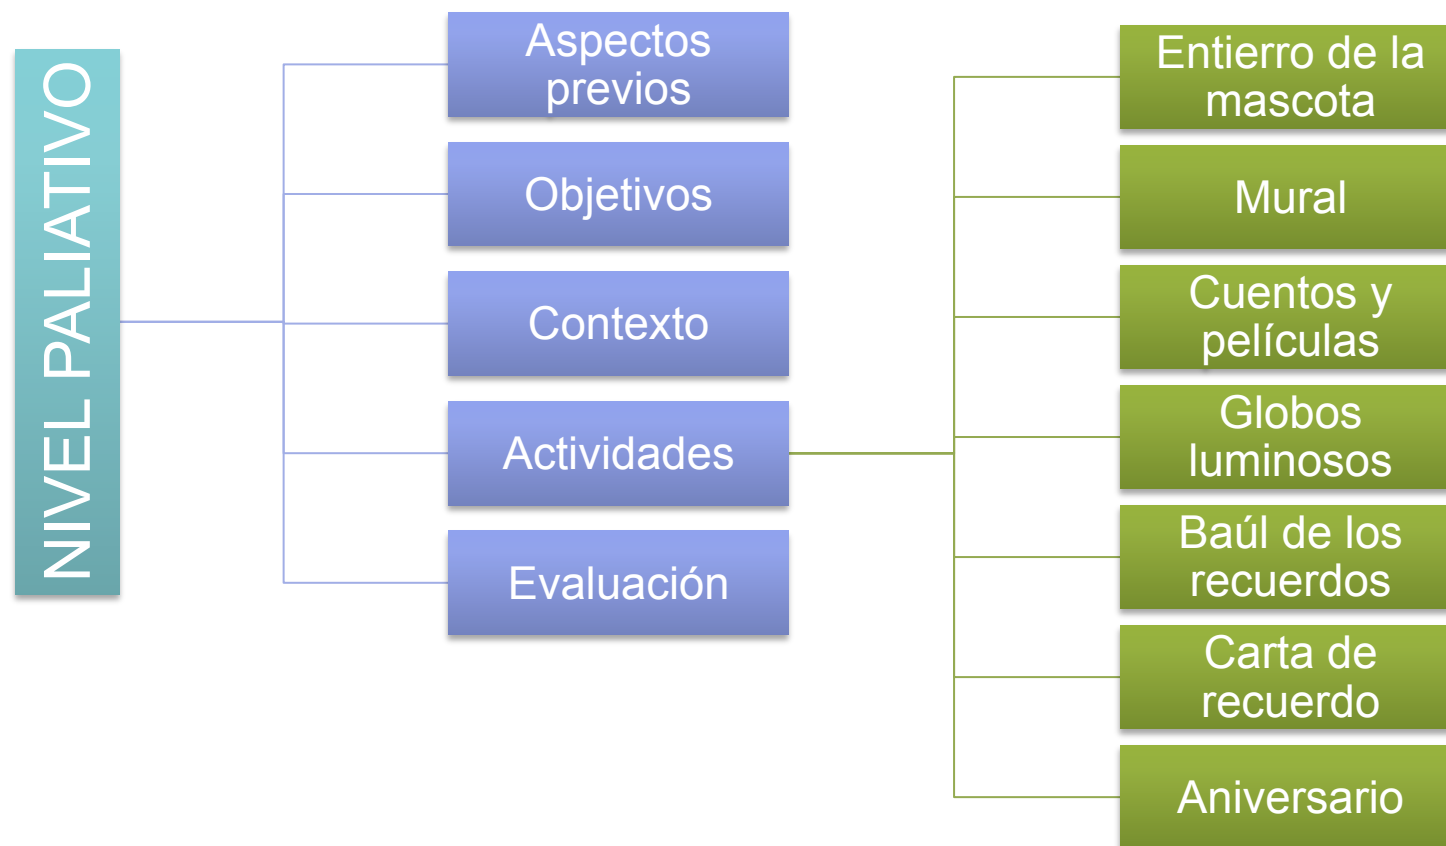 NIVEL PALIATIVO
Aspectos
previos
Objetivos
Contexto
Actividades
Evaluación
Entierro de la
mascota
Mural
Cuentos y
películas
Globos
luminosos
Baúl de los
recuerdos
Carta de
recuerdo
Aniversario